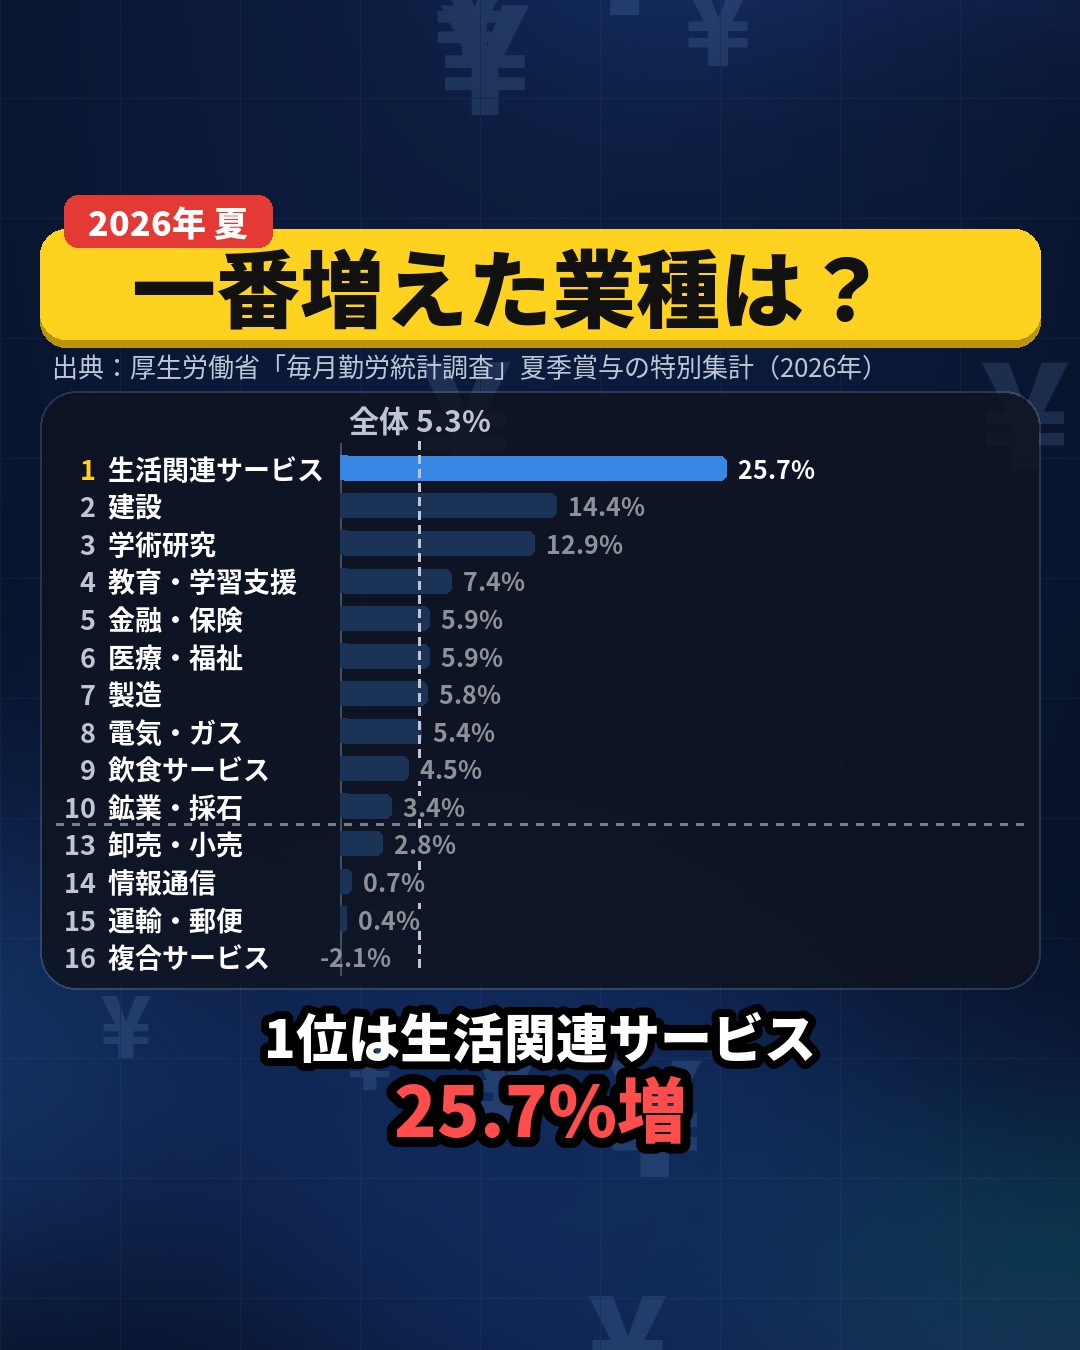 2026年 夏
一番増えた業種は？
出典：厚生労働省「毎月勤労統計調査」夏季賞与の特別集計（2026年）
全体 5.3%
1 生活関連サービス 25.7%
2 建設 14.4%
3 学術研究 12.9%
4 教育・学習支援 7.4%
5 金融・保険 5.9%
6 医療・福祉 5.9%
7 製造 5.8%
8 電気・ガス 5.4%
9 飲食サービス 4.5%
10 鉱業・採石 3.4%
13 卸売・小売 2.8%
14 情報通信 0.7%
15 運輸・郵便 0.4%
16 複合サービス -2.1%
1位は生活関連サービス
25.7%増